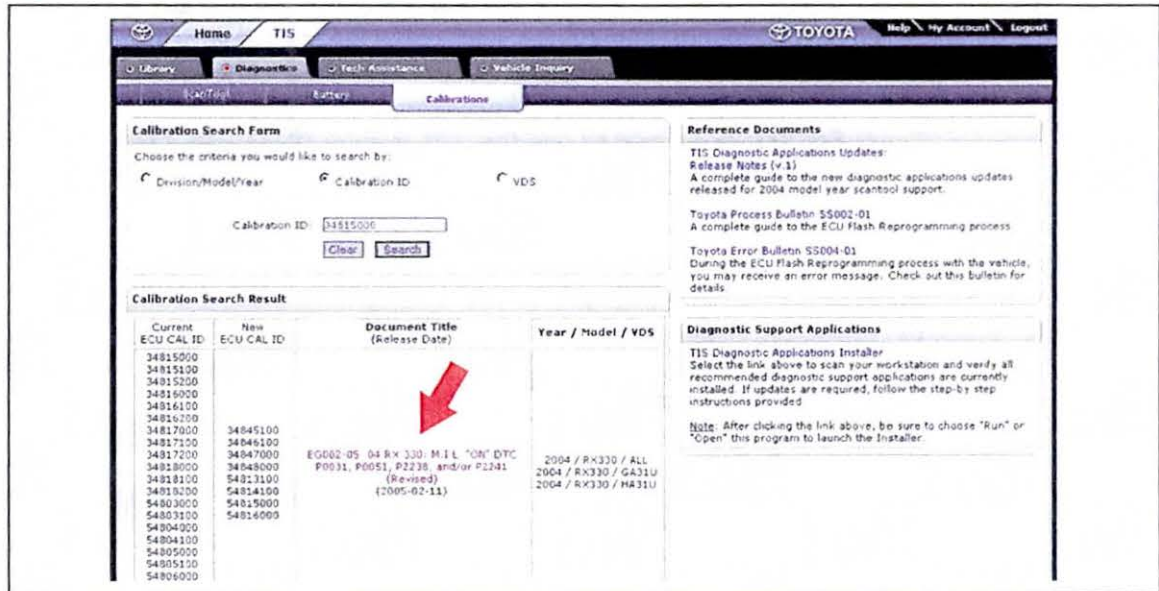 Home TIS TOYOTA Help My Account Logout
Library Diagnostics Tech Assistance Vehicle Inquiry
ScanTool Battery Calibrations
Calibration Search Form
Choose the criteria you would like to search by:
Division/Model/Year Calibration ID VDS
Calibration ID: 34815000
Clear Search
Calibration Search Result
Current ECU CAL ID
New ECU CAL ID
Document Title
(Release Date)
Year / Model / VDS
34815000
34815100
34815200
34816000
34816100
34816200
34817000 34845100
34817100 34846100
34817200 34847000
34818000 34848000
34818100 54813100
34818200 54814100
54803000 54815000
54803100 54816000
54804000
54804100
54805000
54805100
54806000
EG002-05 04 RX 330: M.I.L. "ON" DTC
P0031, P0051, P2238, and/or P2241
(Revised)
(2005-02-11)
2004 / RX330 / ALL
2004 / RX330 / GA31U
2004 / RX330 / HA31U
Reference Documents
TIS Diagnostic Applications Updates:
Release Notes (v.1)
A complete guide to the new diagnostic applications updates
released for 2004 model year scantool support.
Toyota Process Bulletin SS002-01
A complete guide to the ECU Flash Reprogramming process
Toyota Error Bulletin SS004-01
During the ECU Flash Reprogramming process with the vehicle,
you may receive an error message. Check out this bulletin for
details
Diagnostic Support Applications
TIS Diagnostic Applications Installer
Select the link above to scan your workstation and verify all
recommended diagnostic support applications are currently
installed. If updates are required, follow the step-by step
instructions provided
Note: After clicking the link above, be sure to choose "Run" or
"Open" this program to launch the Installer.